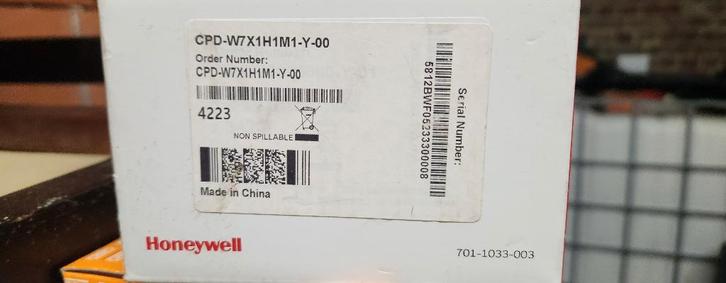 CPD-W7X1H1M1-Y-00
Order Number:
CPD-W7X1H1M1-Y-00
4223
NON SPILLABLE
Made in China
Serial Number:
5812BWF05233300008
Honeywell
701-1033-003